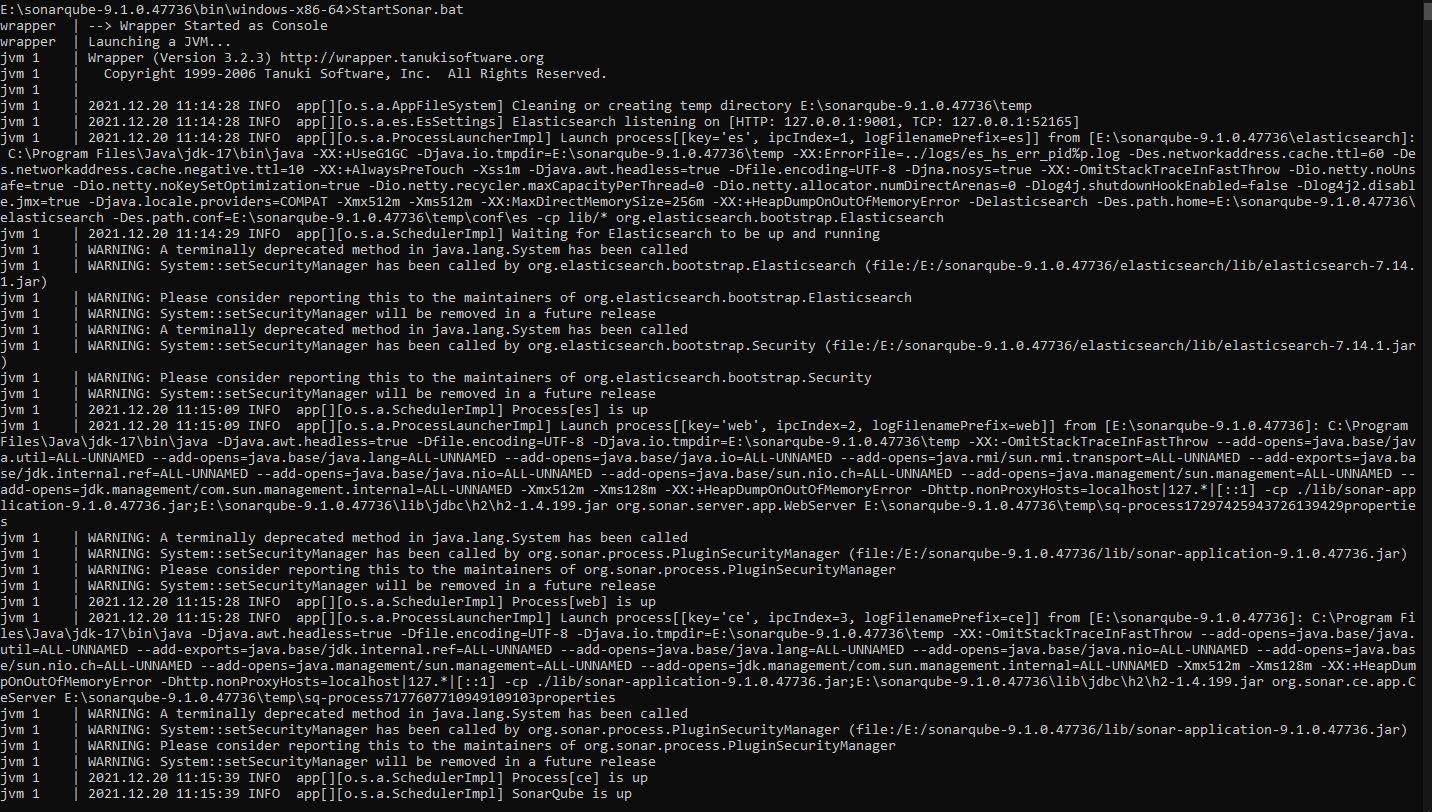 E:\sonarqube-9.1.0.47736\bin\windows-x86-64>StartSonar.bat
wrapper  | --> Wrapper Started as Console
wrapper  | Launching a JVM...
jvm 1    | Wrapper (Version 3.2.3) http://wrapper.tanukisoftware.org
jvm 1    |   Copyright 1999-2006 Tanuki Software, Inc.  All Rights Reserved.
jvm 1    |
jvm 1    | 2021.12.20 11:14:28 INFO  app[][o.s.a.AppFileSystem] Cleaning or creating temp directory E:\sonarqube-9.1.0.47736\temp
jvm 1    | 2021.12.20 11:14:28 INFO  app[][o.s.a.es.EsSettings] Elasticsearch listening on [HTTP: 127.0.0.1:9001, TCP: 127.0.0.1:52165]
jvm 1    | 2021.12.20 11:14:28 INFO  app[][o.s.a.ProcessLauncherImpl] Launch process[[key='es', ipcIndex=1, logFilenamePrefix=es]] from [E:\sonarqube-9.1.0.47736\elasticsearch]:
 C:\Program Files\Java\jdk-17\bin\java -XX:+UseG1GC -Djava.io.tmpdir=E:\sonarqube-9.1.0.47736\temp -XX:ErrorFile=../logs/es_hs_err_pid%p.log -Des.networkaddress.cache.ttl=60 -De
s.networkaddress.cache.negative.ttl=10 -XX:+AlwaysPreTouch -Xss1m -Djava.awt.headless=true -Dfile.encoding=UTF-8 -Djna.nosys=true -XX:-OmitStackTraceInFastThrow -Dio.netty.noUns
afe=true -Dio.netty.noKeySetOptimization=true -Dio.netty.recycler.maxCapacityPerThread=0 -Dio.netty.allocator.numDirectArenas=0 -Dlog4j.shutdownHookEnabled=false -Dlog4j2.disabl
e.jmx=true -Djava.locale.providers=COMPAT -Xmx512m -Xms512m -XX:MaxDirectMemorySize=256m -XX:+HeapDumpOnOutOfMemoryError -Delasticsearch -Des.path.home=E:\sonarqube-9.1.0.47736\
elasticsearch -Des.path.conf=E:\sonarqube-9.1.0.47736\temp\conf\es -cp lib/* org.elasticsearch.bootstrap.Elasticsearch
jvm 1    | 2021.12.20 11:14:29 INFO  app[][o.s.a.SchedulerImpl] Waiting for Elasticsearch to be up and running
jvm 1    | WARNING: A terminally deprecated method in java.lang.System has been called
jvm 1    | WARNING: System::setSecurityManager has been called by org.elasticsearch.bootstrap.Elasticsearch (file:/E:/sonarqube-9.1.0.47736/elasticsearch/lib/elasticsearch-7.14.
1.jar)
jvm 1    | WARNING: Please consider reporting this to the maintainers of org.elasticsearch.bootstrap.Elasticsearch
jvm 1    | WARNING: System::setSecurityManager will be removed in a future release
jvm 1    | WARNING: A terminally deprecated method in java.lang.System has been called
jvm 1    | WARNING: System::setSecurityManager has been called by org.elasticsearch.bootstrap.Security (file:/E:/sonarqube-9.1.0.47736/elasticsearch/lib/elasticsearch-7.14.1.jar
)
jvm 1    | WARNING: Please consider reporting this to the maintainers of org.elasticsearch.bootstrap.Security
jvm 1    | WARNING: System::setSecurityManager will be removed in a future release
jvm 1    | 2021.12.20 11:15:09 INFO  app[][o.s.a.SchedulerImpl] Process[es] is up
jvm 1    | 2021.12.20 11:15:09 INFO  app[][o.s.a.ProcessLauncherImpl] Launch process[[key='web', ipcIndex=2, logFilenamePrefix=web]] from [E:\sonarqube-9.1.0.47736]: C:\Program
Files\Java\jdk-17\bin\java -Djava.awt.headless=true -Dfile.encoding=UTF-8 -Djava.io.tmpdir=E:\sonarqube-9.1.0.47736\temp -XX:-OmitStackTraceInFastThrow --add-opens=java.base/jav
a.util=ALL-UNNAMED --add-opens=java.base/java.lang=ALL-UNNAMED --add-opens=java.base/java.io=ALL-UNNAMED --add-opens=java.rmi/sun.rmi.transport=ALL-UNNAMED --add-exports=java.ba
se/jdk.internal.ref=ALL-UNNAMED --add-opens=java.base/java.nio=ALL-UNNAMED --add-opens=java.base/sun.nio.ch=ALL-UNNAMED --add-opens=java.management/sun.management=ALL-UNNAMED --
add-opens=jdk.management/com.sun.management.internal=ALL-UNNAMED -Xmx512m -Xms128m -XX:+HeapDumpOnOutOfMemoryError -Dhttp.nonProxyHosts=localhost|127.*|[::1] -cp ./lib/sonar-app
lication-9.1.0.47736.jar;E:\sonarqube-9.1.0.47736\lib\jdbc\h2\h2-1.4.199.jar org.sonar.server.app.WebServer E:\sonarqube-9.1.0.47736\temp\sq-process17297425943726139429propertie
s
jvm 1    | WARNING: A terminally deprecated method in java.lang.System has been called
jvm 1    | WARNING: System::setSecurityManager has been called by org.sonar.process.PluginSecurityManager (file:/E:/sonarqube-9.1.0.47736/lib/sonar-application-9.1.0.47736.jar)
jvm 1    | WARNING: Please consider reporting this to the maintainers of org.sonar.process.PluginSecurityManager
jvm 1    | WARNING: System::setSecurityManager will be removed in a future release
jvm 1    | 2021.12.20 11:15:28 INFO  app[][o.s.a.SchedulerImpl] Process[web] is up
jvm 1    | 2021.12.20 11:15:28 INFO  app[][o.s.a.ProcessLauncherImpl] Launch process[[key='ce', ipcIndex=3, logFilenamePrefix=ce]] from [E:\sonarqube-9.1.0.47736]: C:\Program Fi
les\Java\jdk-17\bin\java -Djava.awt.headless=true -Dfile.encoding=UTF-8 -Djava.io.tmpdir=E:\sonarqube-9.1.0.47736\temp -XX:-OmitStackTraceInFastThrow --add-opens=java.base/java.
util=ALL-UNNAMED --add-exports=java.base/jdk.internal.ref=ALL-UNNAMED --add-opens=java.base/java.lang=ALL-UNNAMED --add-opens=java.base/java.nio=ALL-UNNAMED --add-opens=java.bas
e/sun.nio.ch=ALL-UNNAMED --add-opens=java.management/sun.management=ALL-UNNAMED --add-opens=jdk.management/com.sun.management.internal=ALL-UNNAMED -Xmx512m -Xms128m -XX:+HeapDum
pOnOutOfMemoryError -Dhttp.nonProxyHosts=localhost|127.*|[::1] -cp ./lib/sonar-application-9.1.0.47736.jar;E:\sonarqube-9.1.0.47736\lib\jdbc\h2\h2-1.4.199.jar org.sonar.ce.app.C
eServer E:\sonarqube-9.1.0.47736\temp\sq-process7177607710949109103properties
jvm 1    | WARNING: A terminally deprecated method in java.lang.System has been called
jvm 1    | WARNING: System::setSecurityManager has been called by org.sonar.process.PluginSecurityManager (file:/E:/sonarqube-9.1.0.47736/lib/sonar-application-9.1.0.47736.jar)
jvm 1    | WARNING: Please consider reporting this to the maintainers of org.sonar.process.PluginSecurityManager
jvm 1    | WARNING: System::setSecurityManager will be removed in a future release
jvm 1    | 2021.12.20 11:15:39 INFO  app[][o.s.a.SchedulerImpl] Process[ce] is up
jvm 1    | 2021.12.20 11:15:39 INFO  app[][o.s.a.SchedulerImpl] SonarQube is up